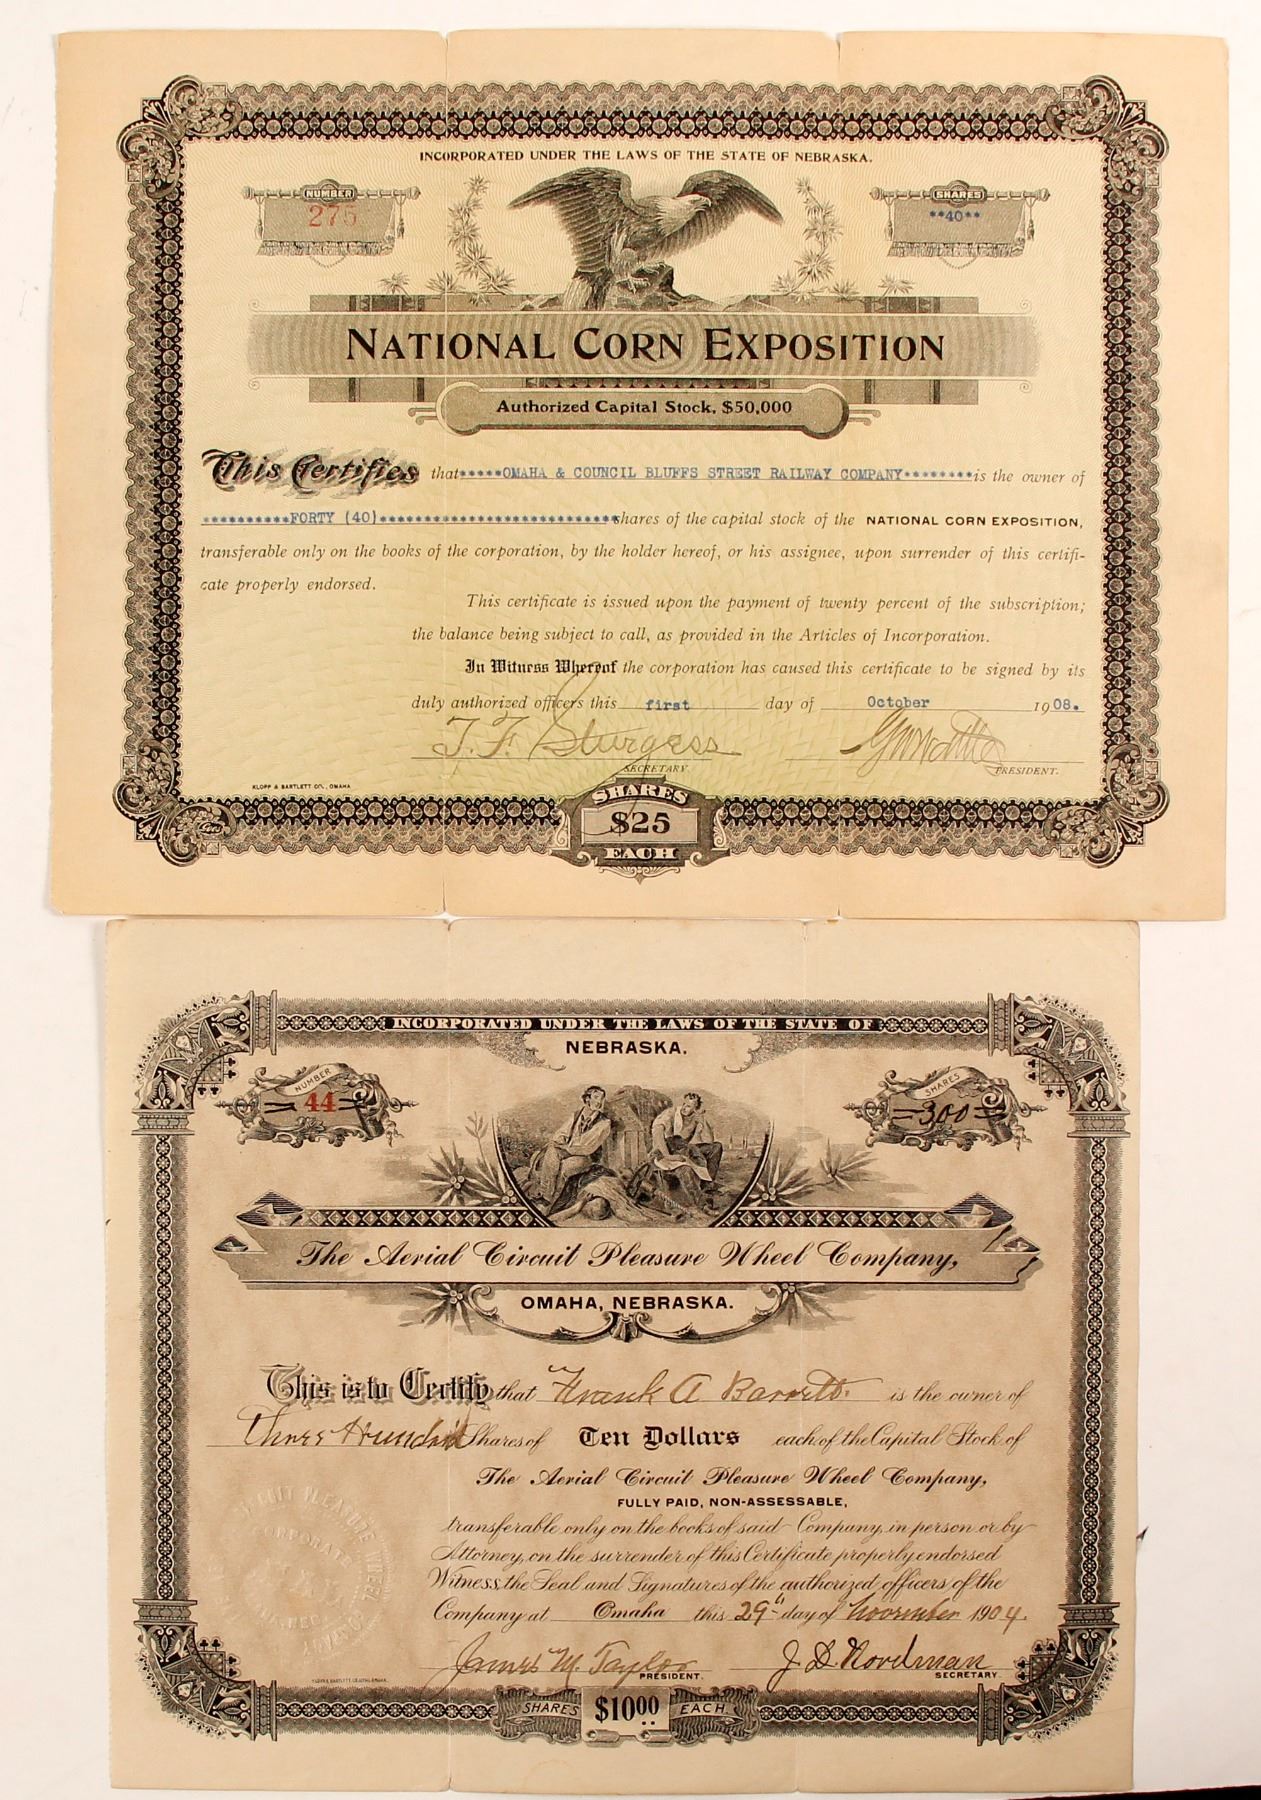 INCORPORATED UNDER THE LAWS OF THE STATE OF NEBRASKA.
NUMBER
275
SHARES
**40**
NATIONAL CORN EXPOSITION
Authorized Capital Stock, $50,000
This Certifies that*****OMAHA & COUNCIL BLUFFS STREET RAILWAY COMPANY********is the owner of
**********FORTY (40)****************************shares of the capital stock of the NATIONAL CORN EXPOSITION,
transferable only on the books of the corporation, by the holder hereof, or his assignee, upon surrender of this certifi-
cate properly endorsed.
This certificate is issued upon the payment of twenty percent of the subscription;
the balance being subject to call, as provided in the Articles of Incorporation.
In Witness Whereof the corporation has caused this certificate to be signed by its
duly authorized officers this first day of October 1908.
T. F. Sturgess
SECRETARY.
PRESIDENT.
KLOPP & BARTLETT CO., OMAHA
SHARES
$25
EACH
INCORPORATED UNDER THE LAWS OF THE STATE OF
NEBRASKA.
NUMBER
44
SHARES
=300=
The Aerial Circuit Pleasure Wheel Company,
OMAHA, NEBRASKA.
This is to Certify that Frank A Barrett. is the owner of
Three Hundred Shares of Ten Dollars each of the Capital Stock of
The Aerial Circuit Pleasure Wheel Company,
FULLY PAID, NON-ASSESSABLE,
transferable only on the books of said Company, in person or by
Attorney, on the surrender of this Certificate properly endorsed
Witness, the Seal and Signatures of the authorized officers of the
Company at Omaha this 29" day of November 1904.
James M. Taylor
PRESIDENT.
J. D. Nordman
SECRETARY.
CIRCUIT PLEASURE WHEEL
CORPORATE
SHARES $10.00 EACH